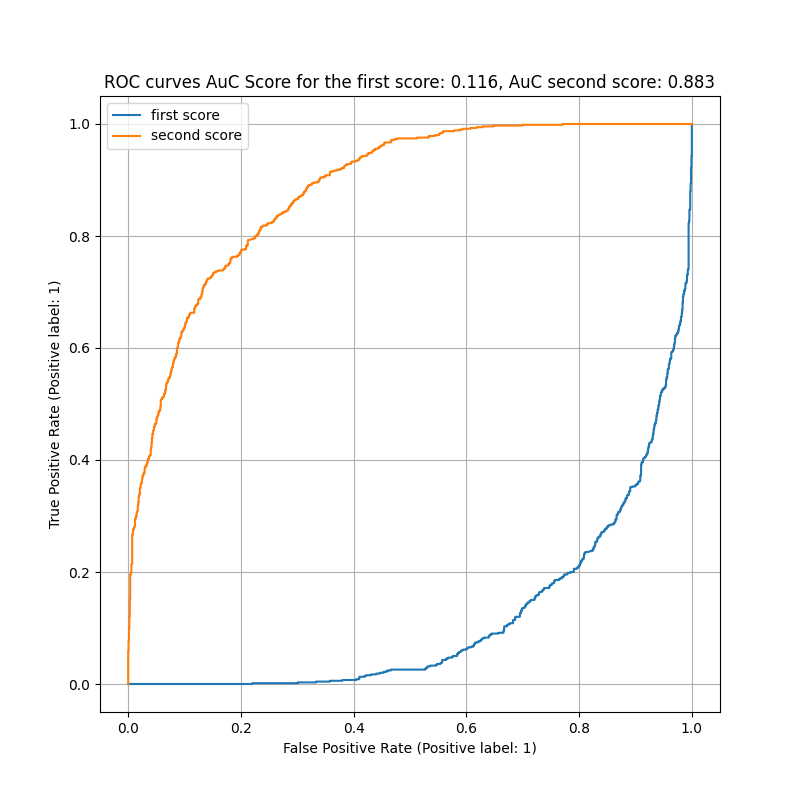 ROC curves AuC Score for the first score: 0.116, AuC second score: 0.883
first score
second score
1.0
0.8
0.6
0.4
0.2
0.0
True Positive Rate (Positive label: 1)
0.0 0.2 0.4 0.6 0.8 1.0
False Positive Rate (Positive label: 1)